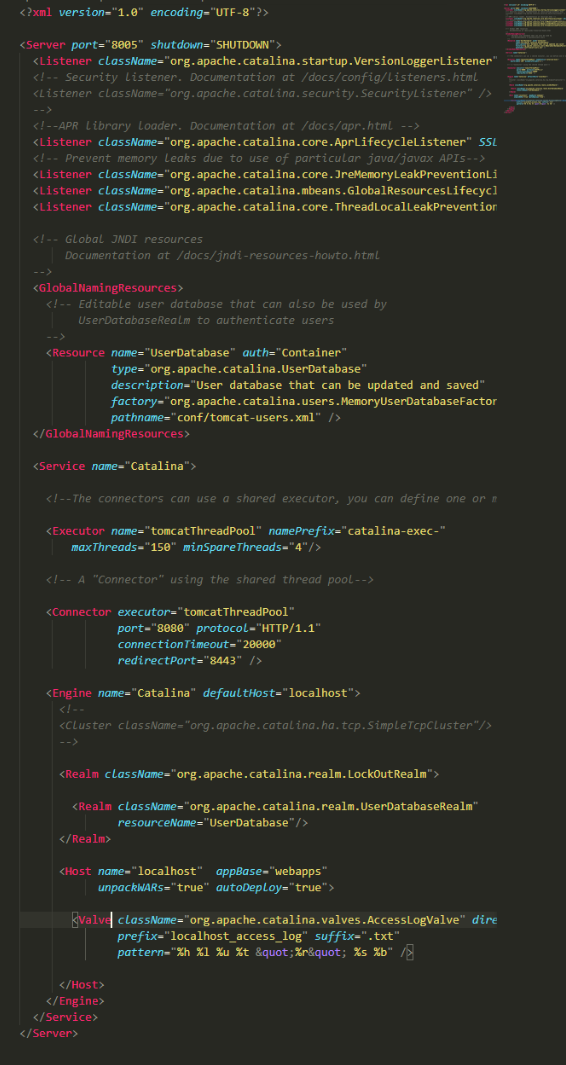 <?xml version="1.0" encoding="UTF-8"?>
<Server port="8005" shutdown="SHUTDOWN">
<Listener className="org.apache.catalina.startup.VersionLoggerListener"
<!-- Security listener. Documentation at /docs/config/listeners.html
<Listener className="org.apache.catalina.security.SecurityListener" />
-->
<!--APR library loader. Documentation at /docs/apr.html -->
<Listener className="org.apache.catalina.core.AprLifecycleListener" SSL
<!-- Prevent memory leaks due to use of particular java/javax APIs-->
<Listener className="org.apache.catalina.core.JreMemoryLeakPreventionLi
<Listener className="org.apache.catalina.mbeans.GlobalResourcesLifecycl
<Listener className="org.apache.catalina.core.ThreadLocalLeakPrevention
<!-- Global JNDI resources
Documentation at /docs/jndi-resources-howto.html
-->
<GlobalNamingResources>
<!-- Editable user database that can also be used by
UserDatabaseRealm to authenticate users
-->
<Resource name="UserDatabase" auth="Container"
type="org.apache.catalina.UserDatabase"
description="User database that can be updated and saved"
factory="org.apache.catalina.users.MemoryUserDatabaseFactor
pathname="conf/tomcat-users.xml" />
</GlobalNamingResources>
<Service name="Catalina">
<!--The connectors can use a shared executor, you can define one or m
<Executor name="tomcatThreadPool" namePrefix="catalina-exec-"
maxThreads="150" minSpareThreads="4"/>
<!-- A "Connector" using the shared thread pool-->
<Connector executor="tomcatThreadPool"
port="8080" protocol="HTTP/1.1"
connectionTimeout="20000"
redirectPort="8443" />
<Engine name="Catalina" defaultHost="localhost">
<!--
<Cluster className="org.apache.catalina.ha.tcp.SimpleTcpCluster"/>
-->
<Realm className="org.apache.catalina.realm.LockOutRealm">
<Realm className="org.apache.catalina.realm.UserDatabaseRealm"
resourceName="UserDatabase"/>
</Realm>
<Host name="localhost"  appBase="webapps"
unpackWARs="true" autoDeploy="true">
<Valve className="org.apache.catalina.valves.AccessLogValve" dire
prefix="localhost_access_log" suffix=".txt"
pattern="%h %l %u %t &quot;%r&quot; %s %b" />
</Host>
</Engine>
</Service>
</Server>